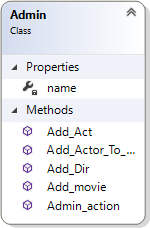 Admin
Class
Properties
name
Methods
Add_Act
Add_Actor_To_...
Add_Dir
Add_movie
Admin_action